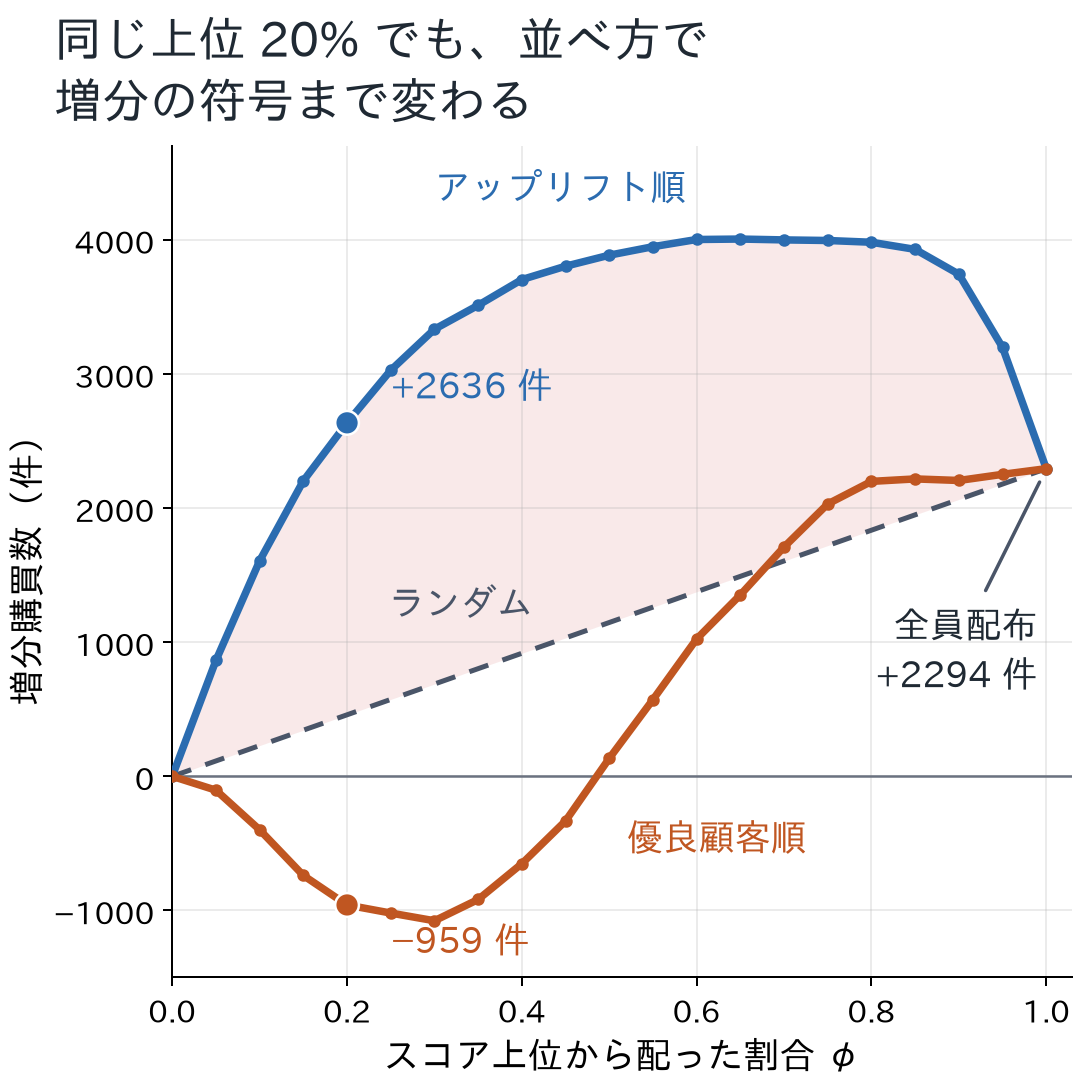 同じ上位 20% でも、並べ方で
増分の符号まで変わる
アップリフト順
+2636 件
ランダム
全員配布
+2294 件
優良顧客順
−959 件
増分購買数（件）
4000
3000
2000
1000
0
−1000
0.0
0.2
0.4
0.6
0.8
1.0
スコア上位から配った割合 φ